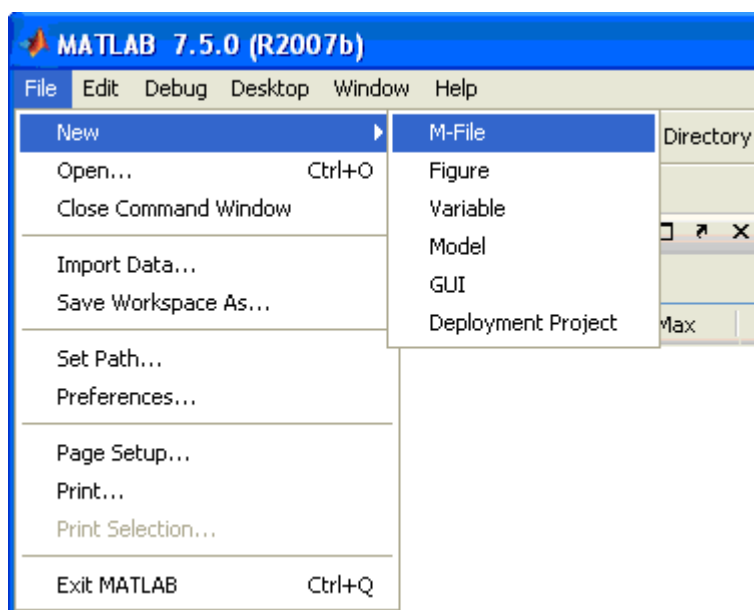 MATLAB 7.5.0 (R2007b)
File Edit Debug Desktop Window Help
New
Open... Ctrl+O
Close Command Window
Import Data...
Save Workspace As...
Set Path...
Preferences...
Page Setup...
Print...
Print Selection...
Exit MATLAB Ctrl+Q
M-File
Figure
Variable
Model
GUI
Deployment Project
Directory
Max